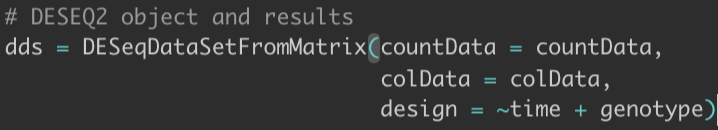 # DESEQ2 object and results
dds = DESeqDataSetFromMatrix(countData = countData,
colData = colData,
design = ~time + genotype)